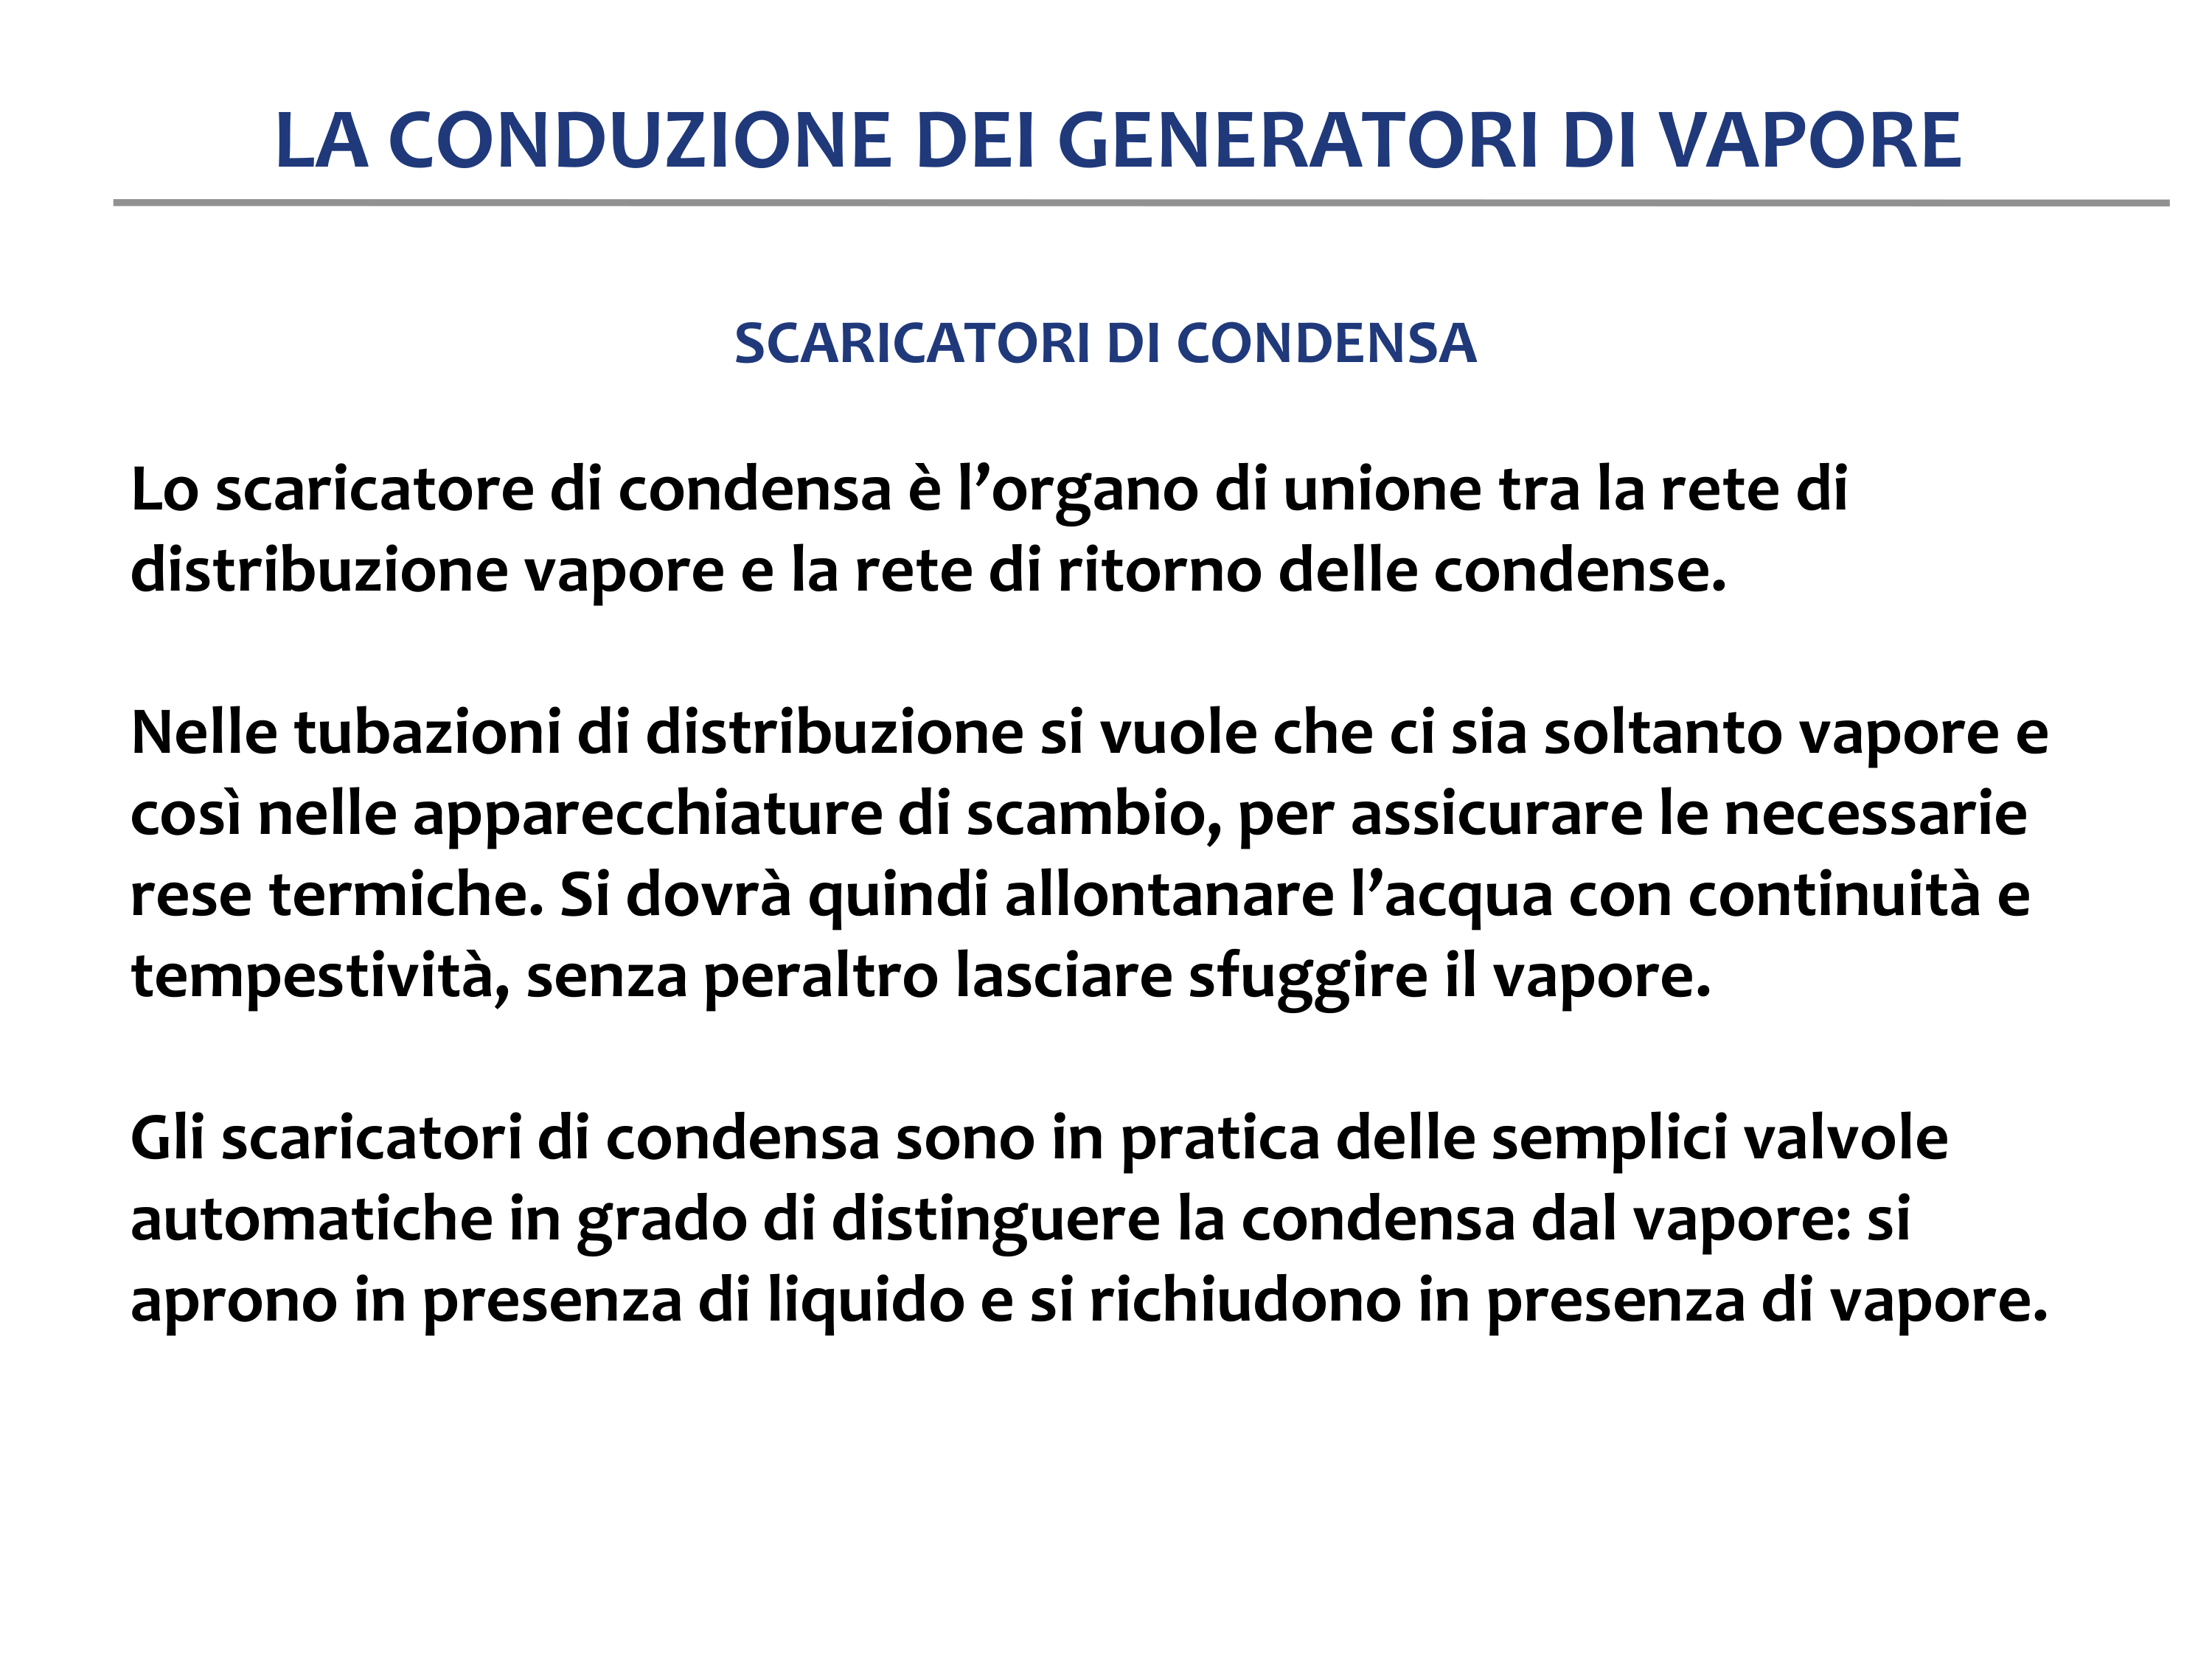 LA CONDUZIONE DEI GENERATORI DI VAPORE
SCARICATORI DI CONDENSA
Lo scaricatore di condensa è l’organo di unione tra la rete di
distribuzione vapore e la rete di ritorno delle condense.
Nelle tubazioni di distribuzione si vuole che ci sia soltanto vapore e
così nelle apparecchiature di scambio, per assicurare le necessarie
rese termiche. Si dovrà quindi allontanare l’acqua con continuità e
tempestività, senza peraltro lasciare sfuggire il vapore.
Gli scaricatori di condensa sono in pratica delle semplici valvole
automatiche in grado di distinguere la condensa dal vapore: si
aprono in presenza di liquido e si richiudono in presenza di vapore.